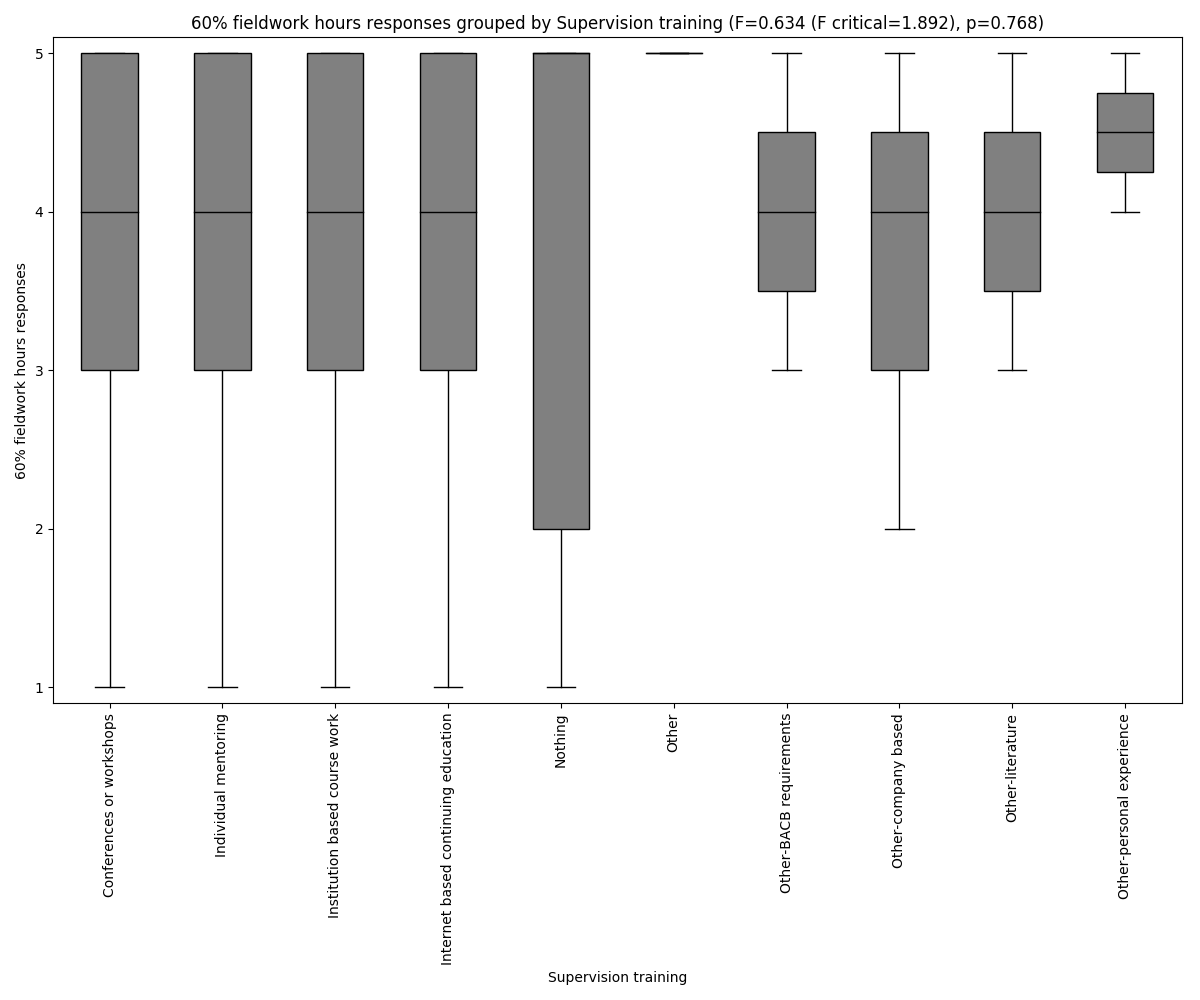 60% fieldwork hours responses grouped by Supervision training (F=0.634 (F critical=1.892), p=0.768)
60% fieldwork hours responses
5
4
3
2
1
Conferences or workshops
Individual mentoring
Institution based course work
Internet based continuing education
Nothing
Other
Other-BACB requirements
Other-company based
Other-literature
Other-personal experience
Supervision training